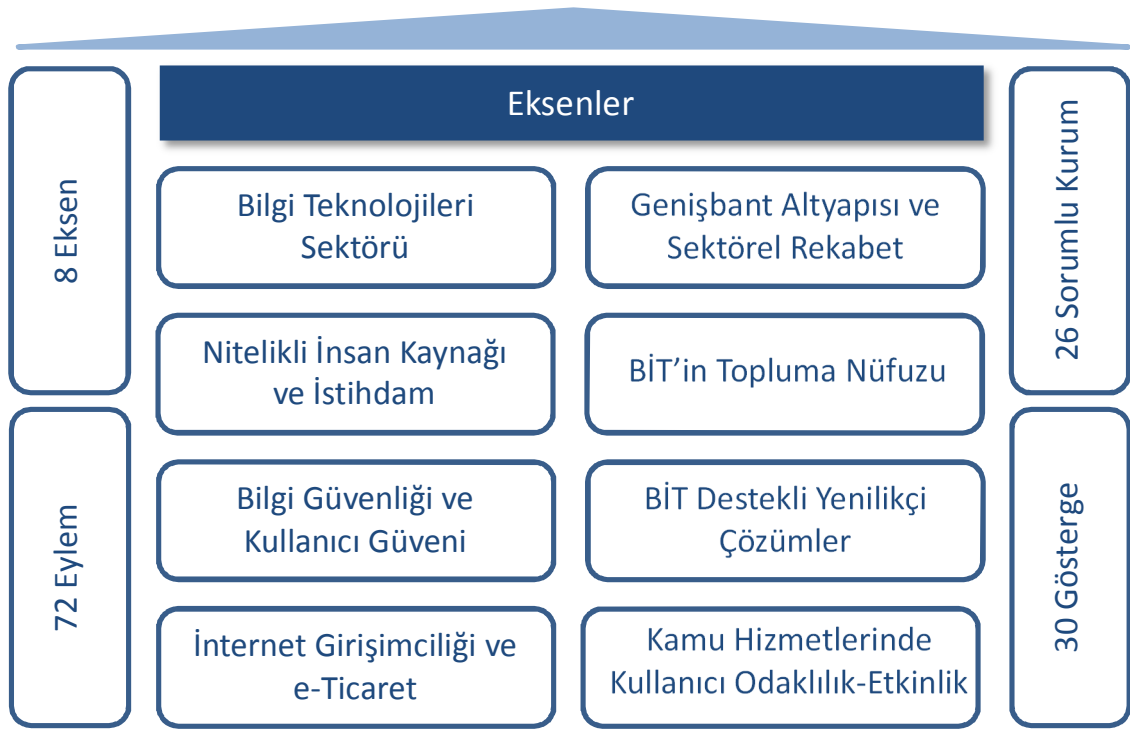 Eksenler
8 Eksen
72 Eylem
Bilgi Teknolojileri
Sektörü
Genişbant Altyapısı ve
Sektörel Rekabet
Nitelikli İnsan Kaynağı
ve İstihdam
BİT’in Topluma Nüfuzu
Bilgi Güvenliği ve
Kullanıcı Güveni
BİT Destekli Yenilikçi
Çözümler
İnternet Girişimciliği ve
e-Ticaret
Kamu Hizmetlerinde
Kullanıcı Odaklılık-Etkinlik
26 Sorumlu Kurum
30 Gösterge